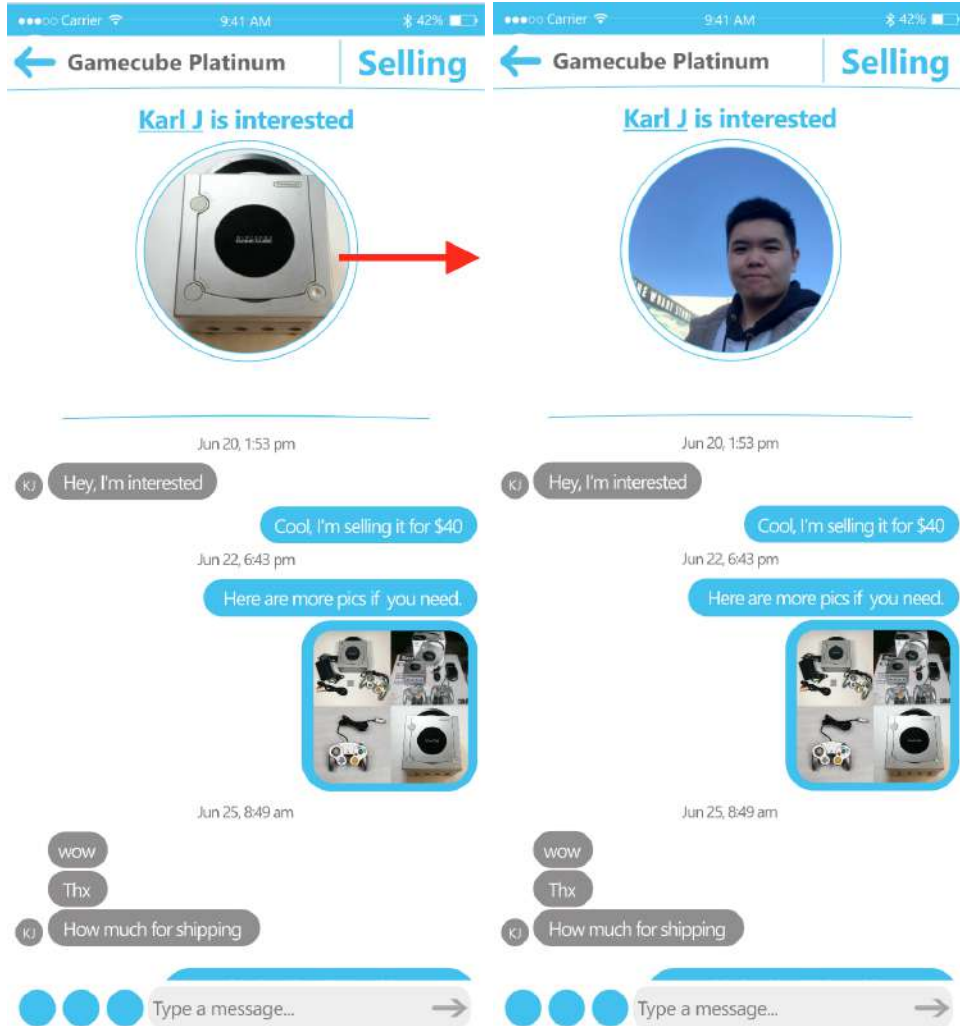 Carrier 9:41 AM 42%
Gamecube Platinum Selling
Karl J is interested
Jun 20, 1:53 pm
KJ Hey, I'm interested
Cool, I'm selling it for $40
Jun 22, 6:43 pm
Here are more pics if you need.
Jun 25, 8:49 am
wow
Thx
KJ How much for shipping
Type a message...
Carrier 9:41 AM 42%
Gamecube Platinum Selling
Karl J is interested
THE WHARF STORE
Jun 20, 1:53 pm
KJ Hey, I'm interested
Cool, I'm selling it for $40
Jun 22, 6:43 pm
Here are more pics if you need.
Jun 25, 8:49 am
wow
Thx
KJ How much for shipping
Type a message...